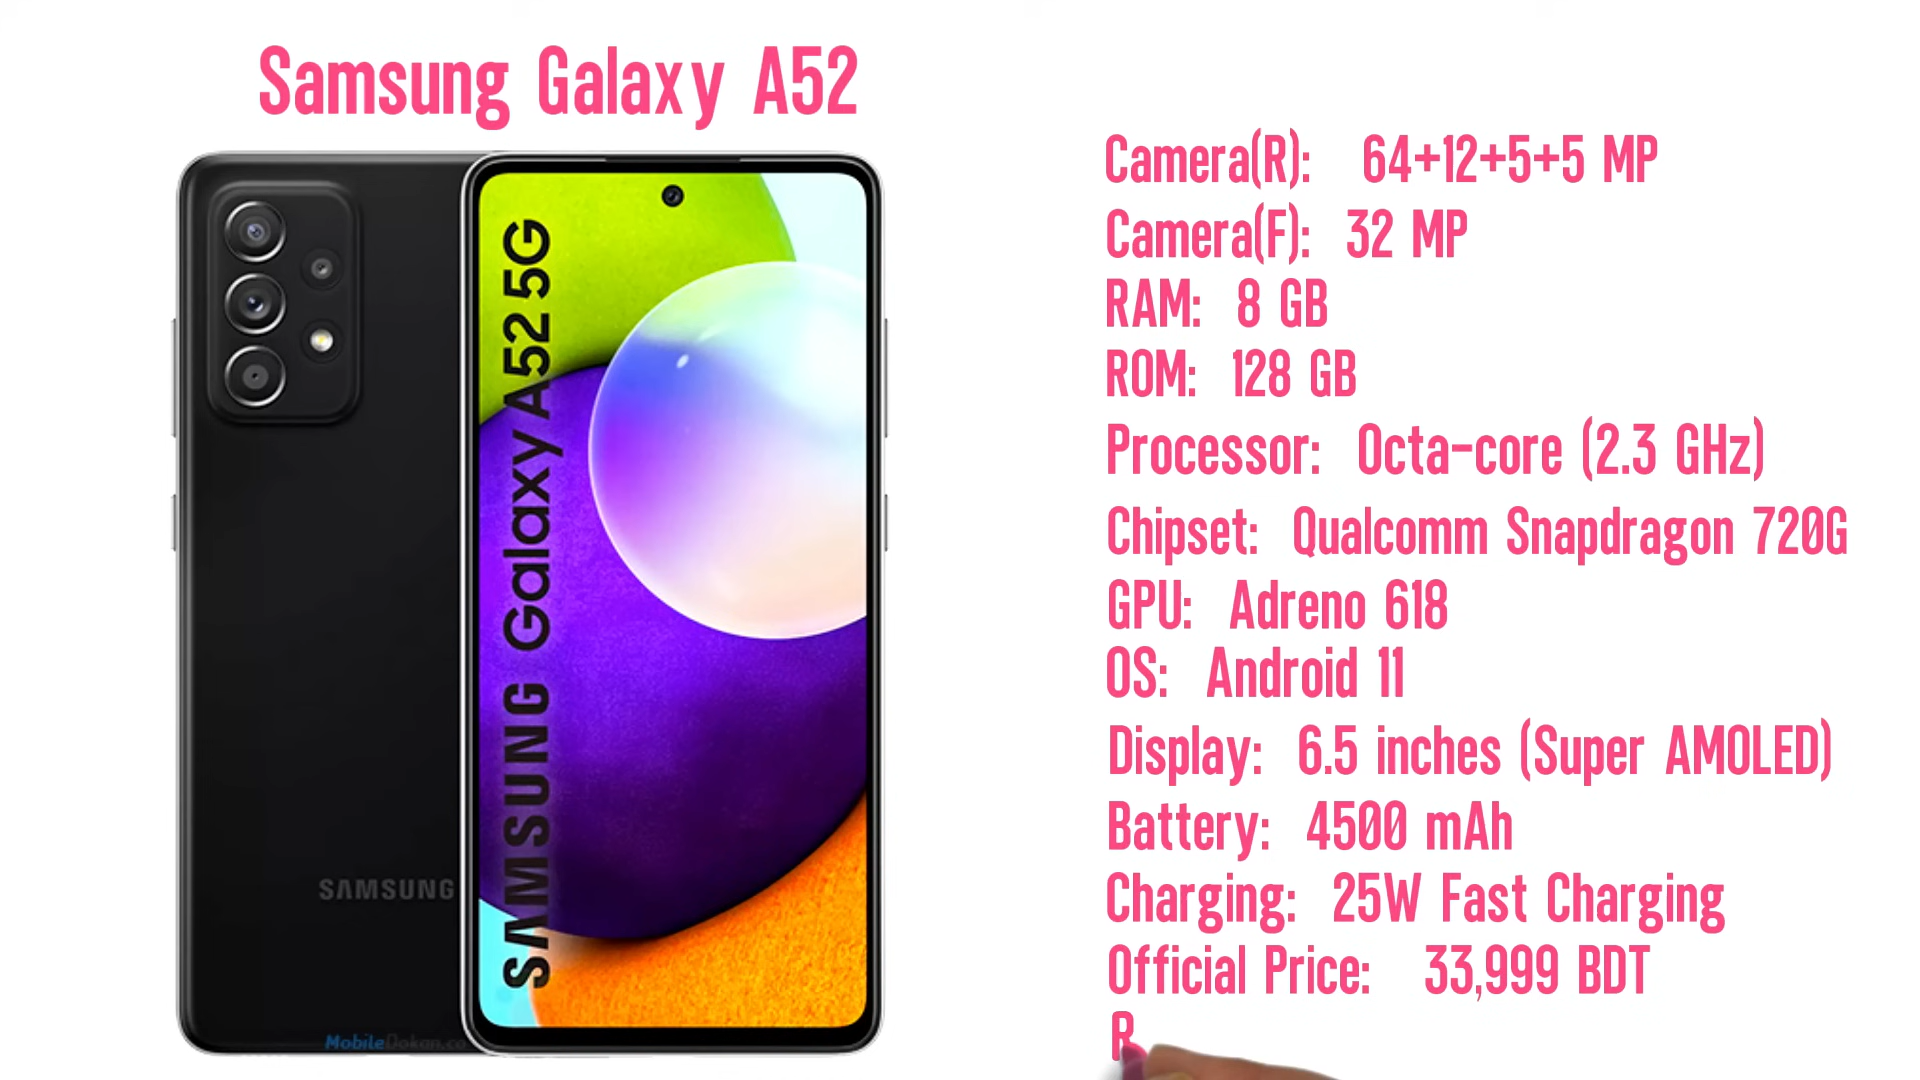 Samsung Galaxy A52
Camera(R): 64+12+5+5 MP
Camera(F): 32 MP
RAM: 8 GB
ROM: 128 GB
Processor: Octa-core (2.3 GHz)
Chipset: Qualcomm Snapdragon 720G
GPU: Adreno 618
OS: Android 11
Display: 6.5 inches (Super AMOLED)
Battery: 4500 mAh
Charging: 25W Fast Charging
Official Price: 33,999 BDT
R
SAMSUNG Galaxy A52 5G
SAMSUNG
MobileDokan.co